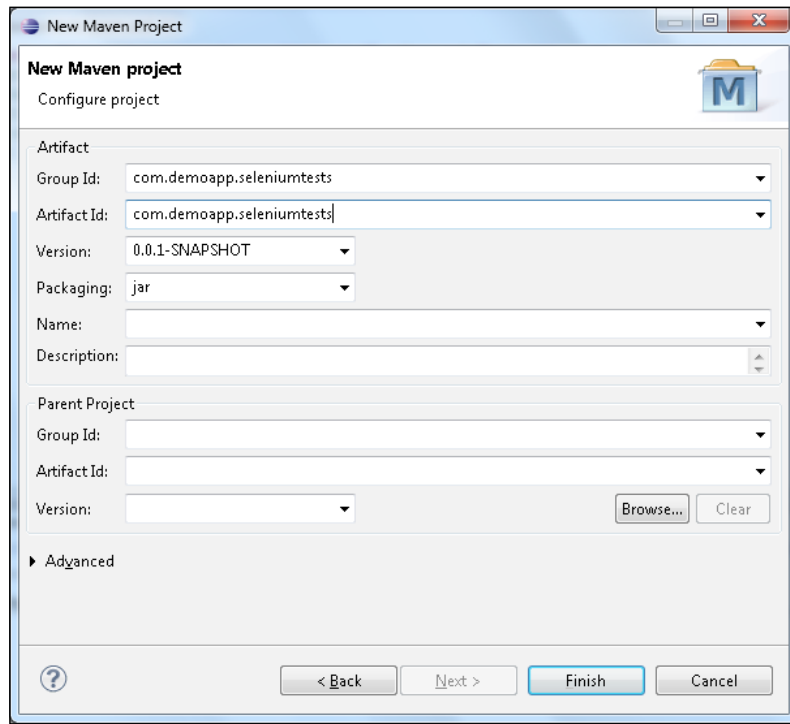 New Maven Project
New Maven project
Configure project
M
Artifact
Group Id: com.demoapp.seleniumtests
Artifact Id: com.demoapp.seleniumtests
Version: 0.0.1-SNAPSHOT
Packaging: jar
Name:
Description:
Parent Project
Group Id:
Artifact Id:
Version: Browse... Clear
Advanced
? < Back Next > Finish Cancel